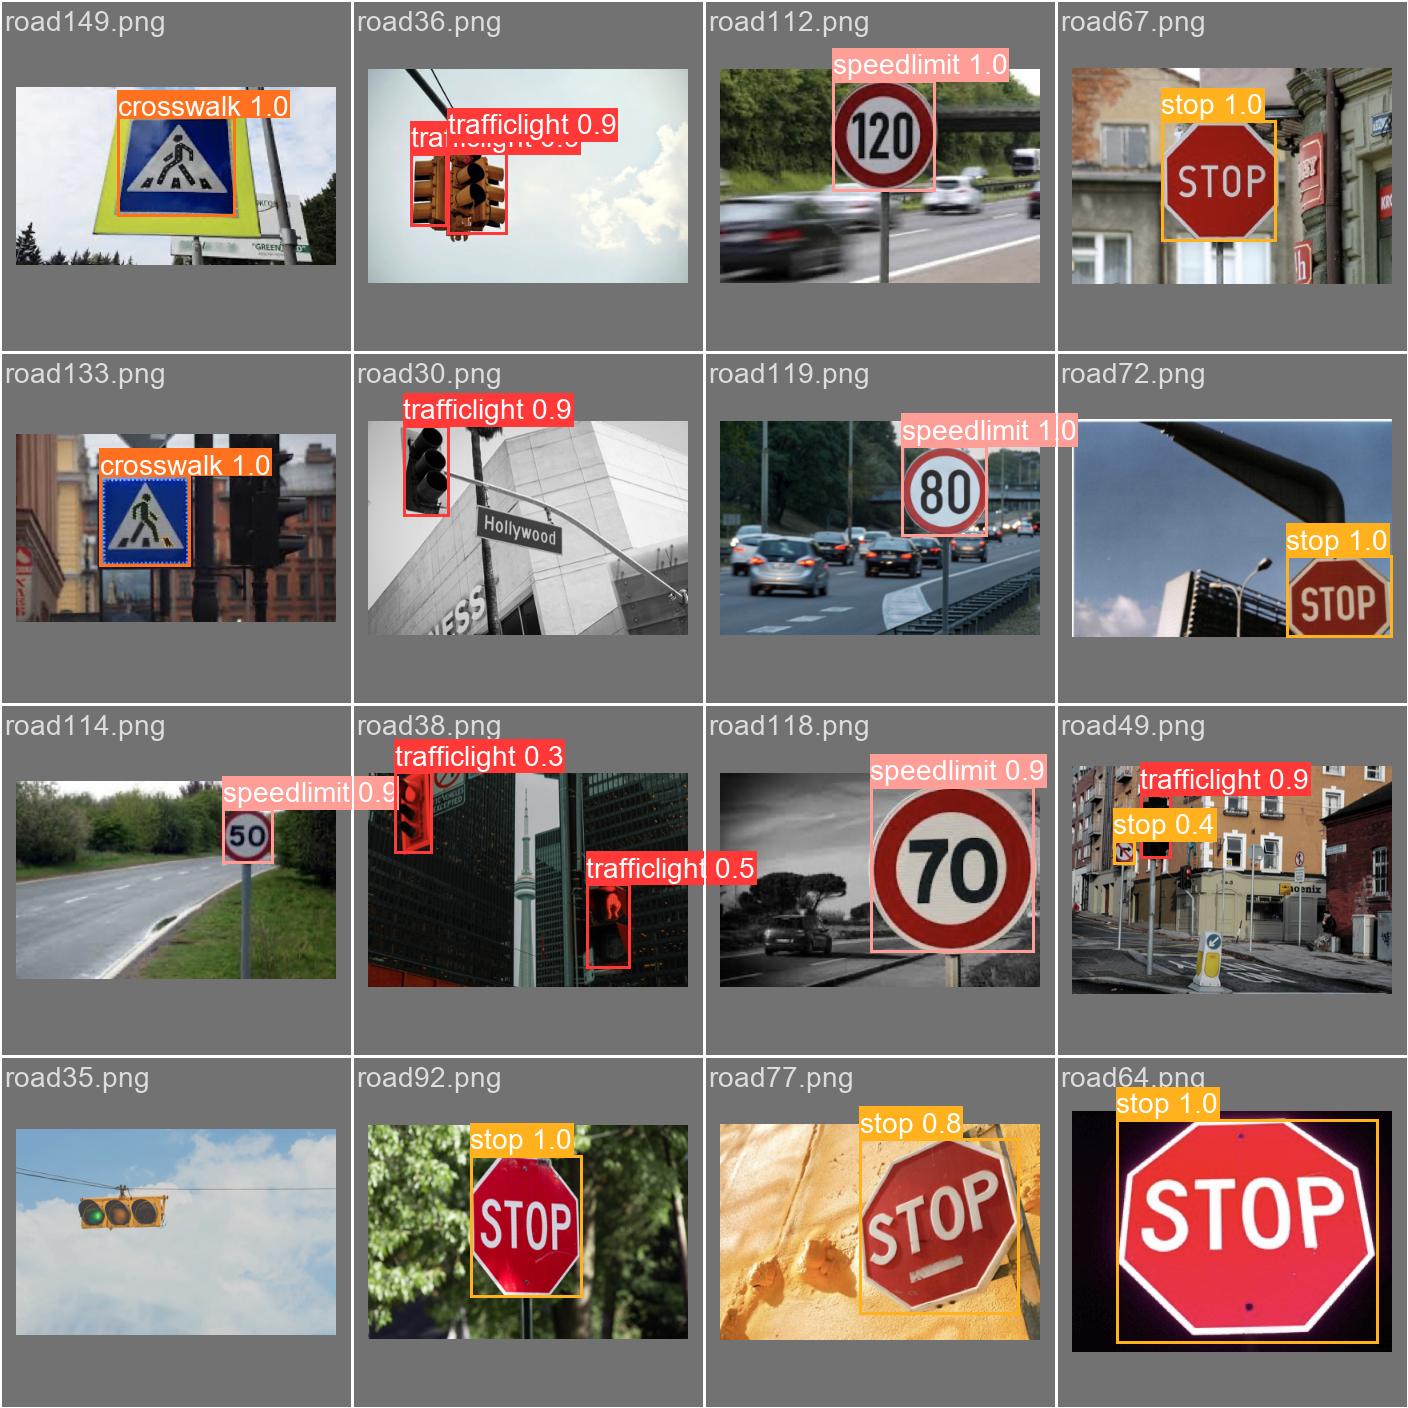 road149.png
crosswalk 1.0
"GREEN
road36.png
trafficlight 0.9
road112.png
speedlimit 1.0
120
road67.png
stop 1.0
STOP
road133.png
crosswalk 1.0
road30.png
trafficlight 0.9
Hollywood
NESS
road119.png
speedlimit 1.0
80
road72.png
stop 1.0
STOP
road114.png
speedlimit 0.9
50
road38.png
trafficlight 0.3
trafficlight 0.5
road118.png
speedlimit 0.9
70
road49.png
trafficlight 0.9
stop 0.4
road35.png
road92.png
stop 1.0
STOP
road77.png
stop 0.8
STOP
road64.png
stop 1.0
STOP